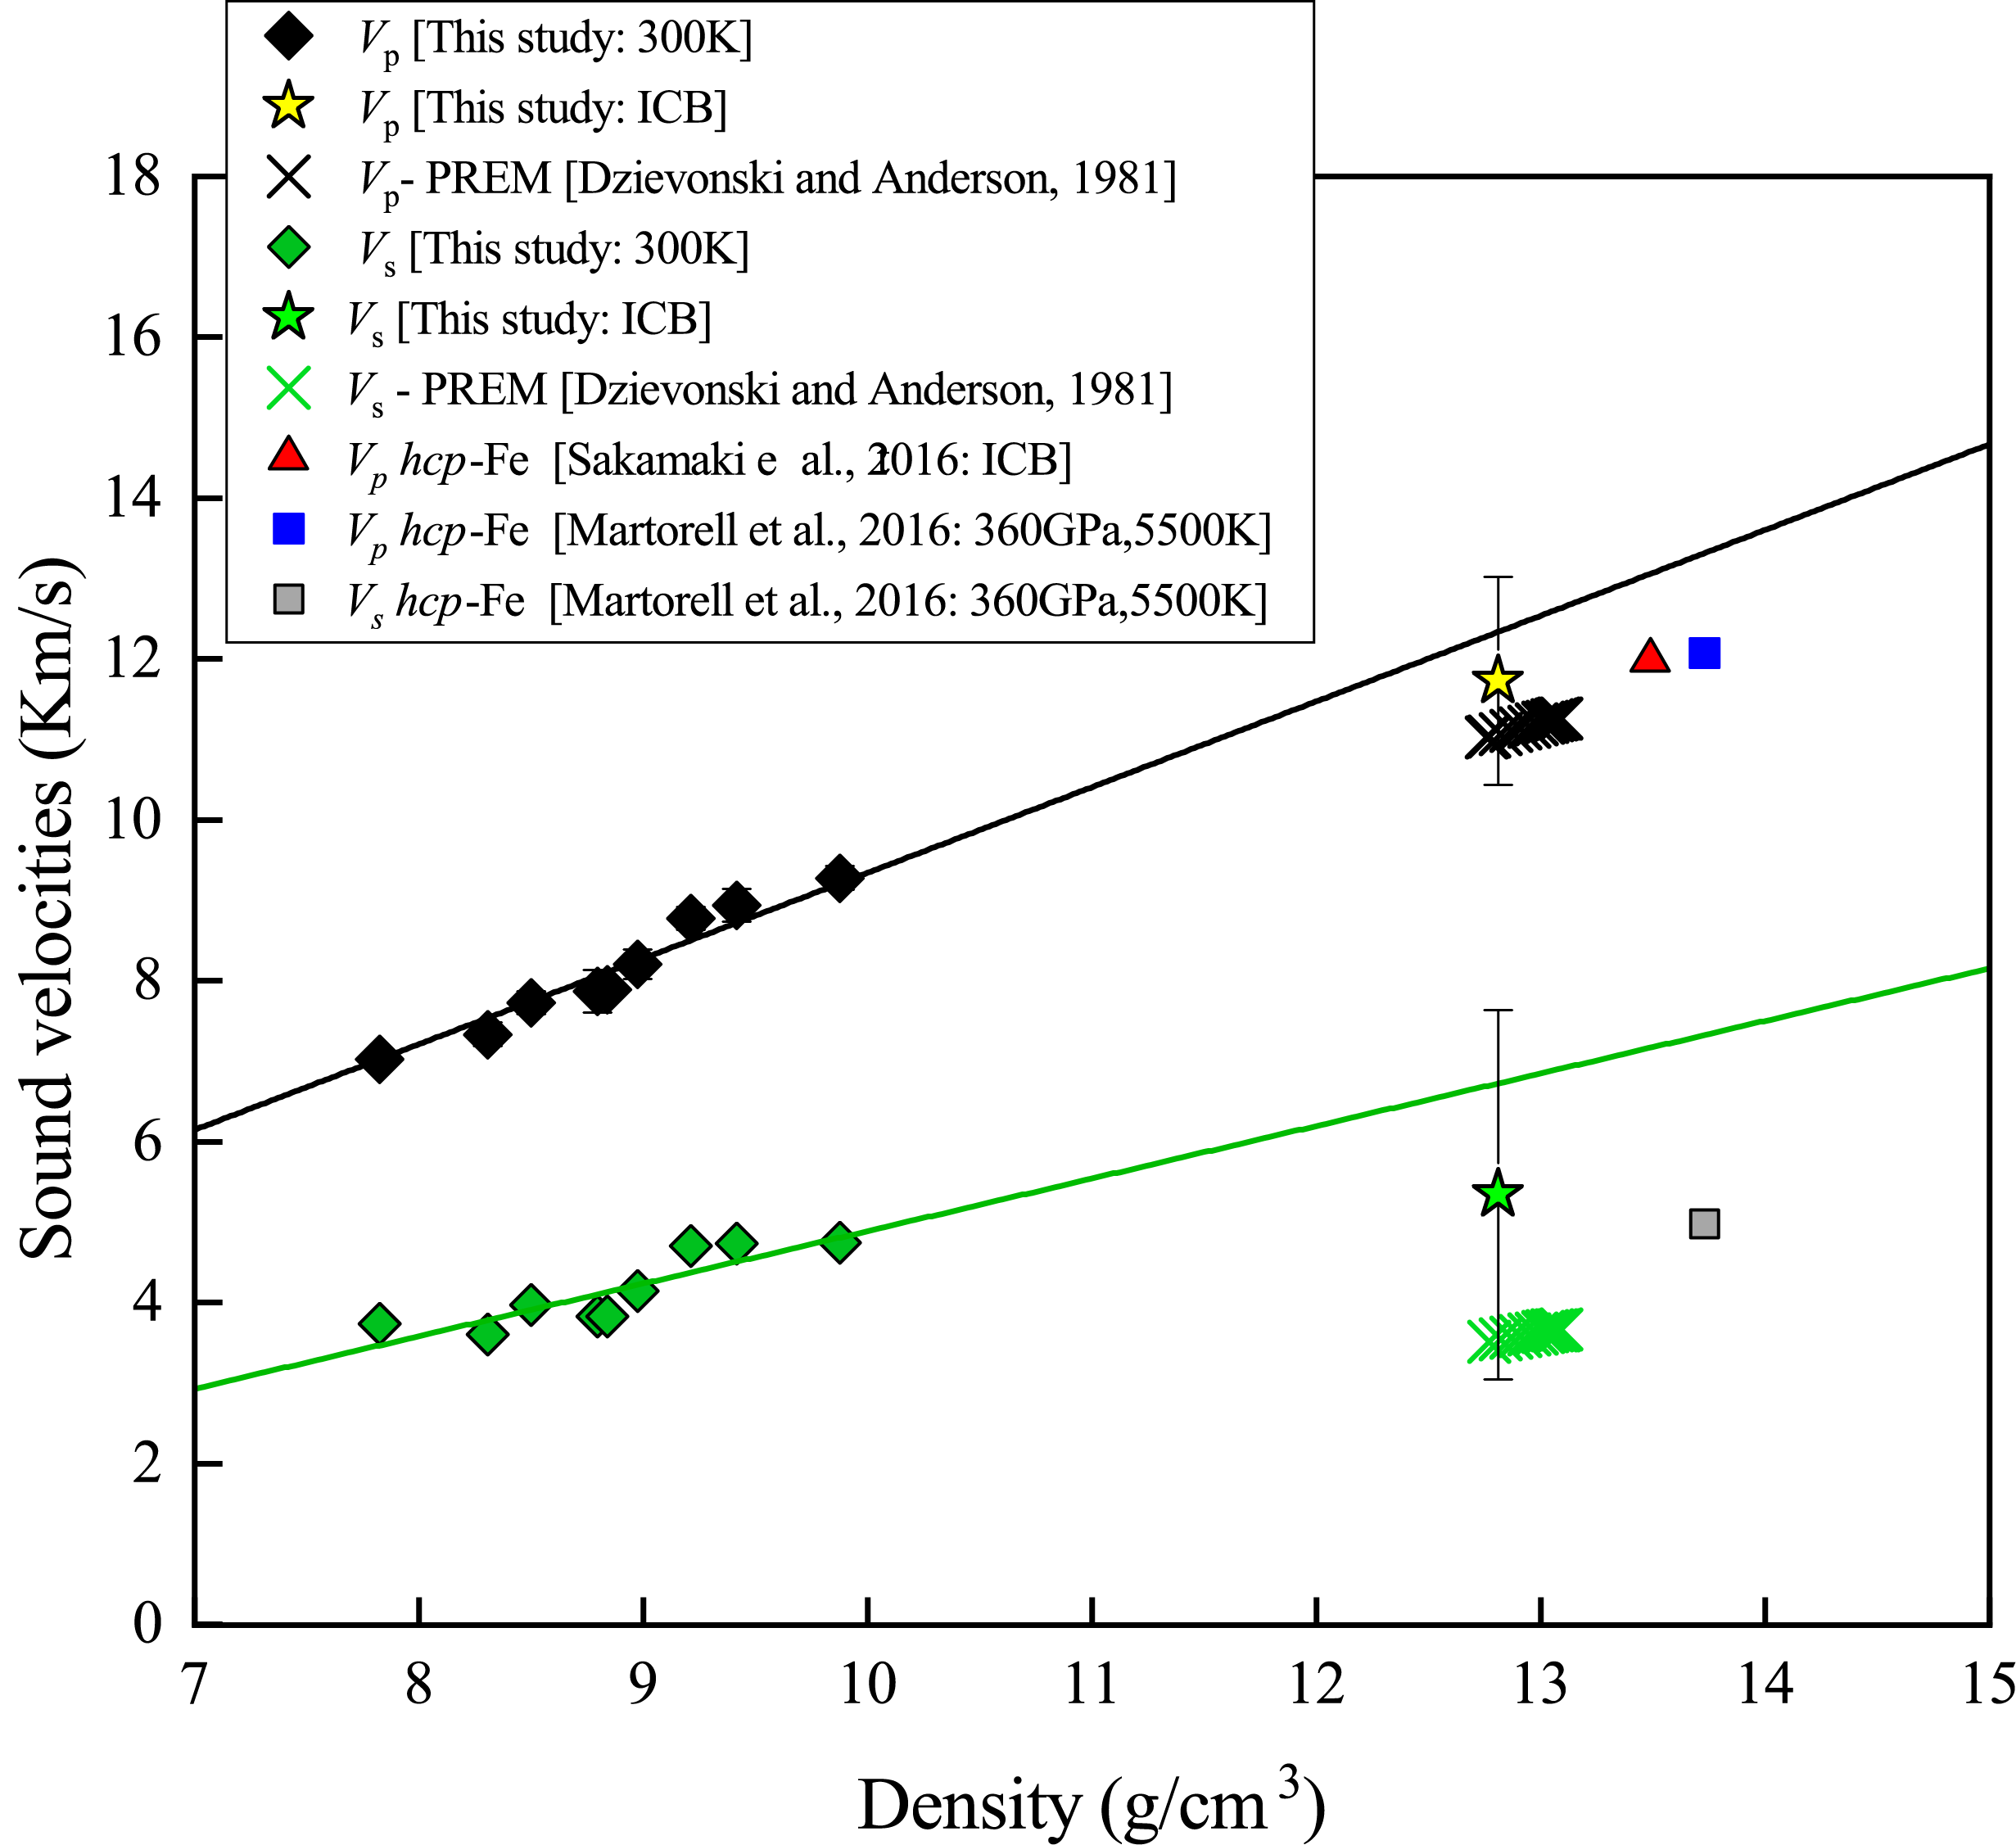 Vp [This study: 300K]
Vp [This study: ICB]
Vp- PREM [Dzievonski and Anderson, 1981]
Vs [This study: 300K]
Vs [This study: ICB]
Vs - PREM [Dzievonski and Anderson, 1981]
Vp hcp-Fe [Sakamaki e al., 2016: ICB]
Vp hcp-Fe [Martorell et al., 2016: 360GPa,5500K]
Vs hcp-Fe [Martorell et al., 2016: 360GPa,5500K]
18
16
14
12
10
8
6
4
2
0
Sound velocities (Km/s)
7 8 9 10 11 12 13 14 15
Density (g/cm3)